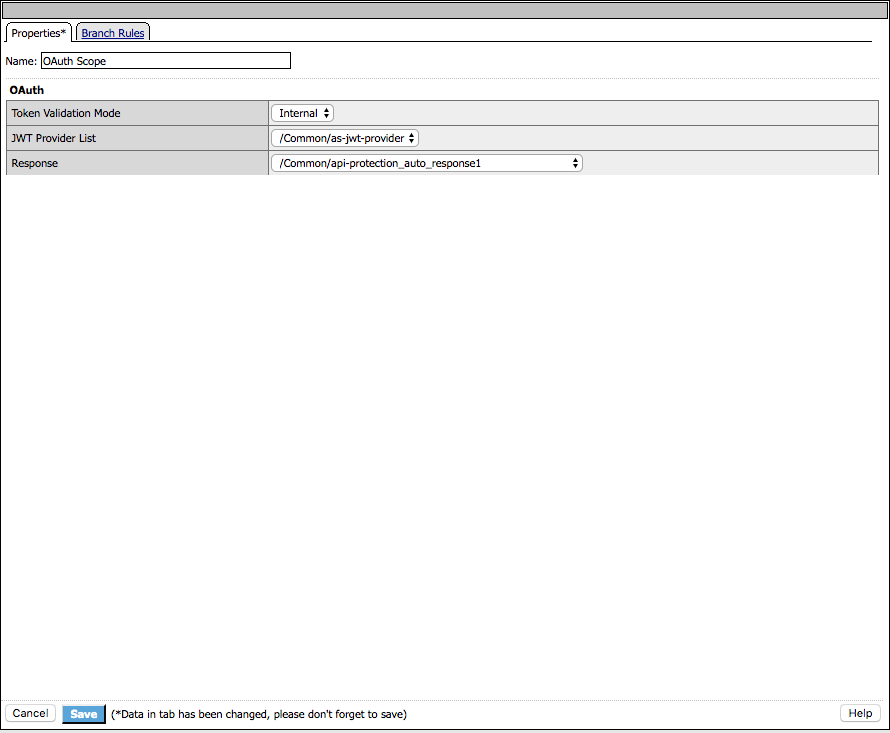 Properties* Branch Rules
Name: OAuth Scope
OAuth
Token Validation Mode Internal
JWT Provider List /Common/as-jwt-provider
Response /Common/api-protection_auto_response1
Cancel Save (*Data in tab has been changed, please don't forget to save) Help